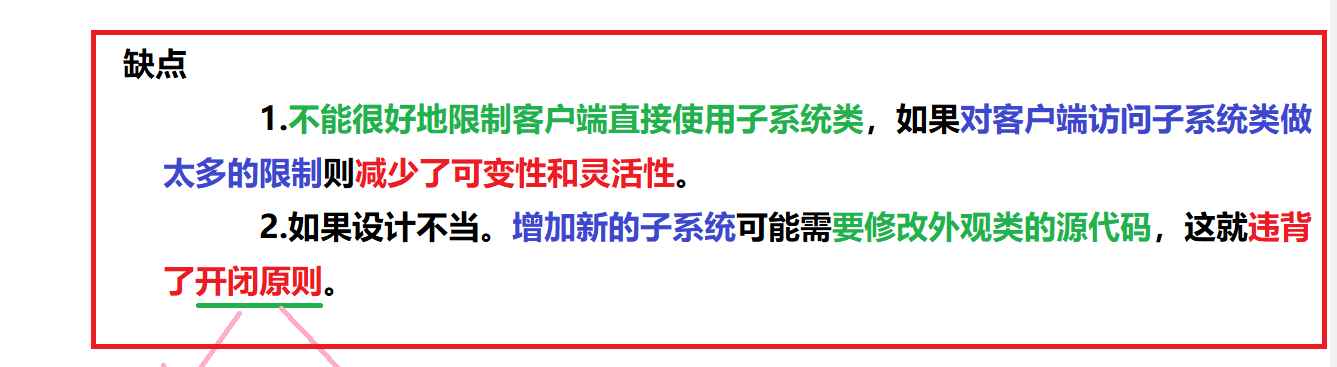 缺点
1.不能很好地限制客户端直接使用子系统类，如果对客户端访问子系统类做
太多的限制则减少了可变性和灵活性。
2.如果设计不当。增加新的子系统可能需要修改外观类的源代码，这就违背
了开闭原则。